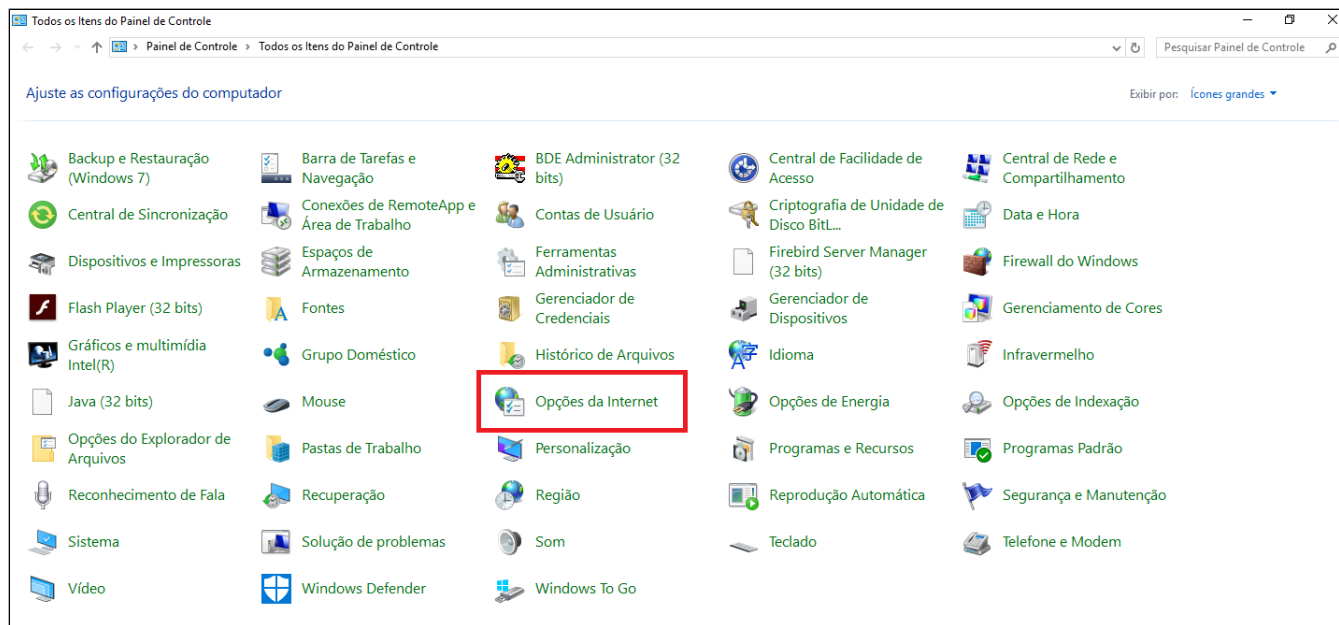 Todos os Itens do Painel de Controle
Painel de Controle > Todos os Itens do Painel de Controle
Pesquisar Painel de Controle
Ajuste as configurações do computador
Exibir por: Ícones grandes
Backup e Restauração
(Windows 7)
Barra de Tarefas e
Navegação
BDE Administrator (32
bits)
Central de Facilidade de
Acesso
Central de Rede e
Compartilhamento
Central de Sincronização
Conexões de RemoteApp e
Área de Trabalho
Contas de Usuário
Criptografia de Unidade de
Disco BitL...
Data e Hora
Dispositivos e Impressoras
Espaços de
Armazenamento
Ferramentas
Administrativas
Firebird Server Manager
(32 bits)
Firewall do Windows
Flash Player (32 bits)
Fontes
Gerenciador de
Credenciais
Gerenciador de
Dispositivos
Gerenciamento de Cores
Gráficos e multimídia
Intel(R)
Grupo Doméstico
Histórico de Arquivos
Idioma
Infravermelho
Java (32 bits)
Mouse
Opções da Internet
Opções de Energia
Opções de Indexação
Opções do Explorador de
Arquivos
Pastas de Trabalho
Personalização
Programas e Recursos
Programas Padrão
Reconhecimento de Fala
Recuperação
Região
Reprodução Automática
Segurança e Manutenção
Sistema
Solução de problemas
Som
Teclado
Telefone e Modem
Vídeo
Windows Defender
Windows To Go